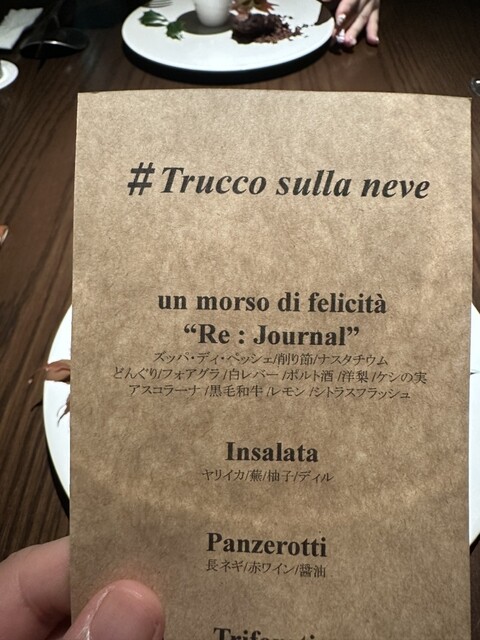 #Trucco sulla neve
un morso di felicità
“Re : Journal”
ズッパ・ディ・ペッシェ/削り節/ナスタチウム
どんぐり/フォアグラ/白レバー/ポルト酒/洋梨/ケシの実
アスコラーナ/黒毛和牛/レモン/シトラスフラッシュ
Insalata
ヤリイカ/蕪/柚子/ディル
Panzerotti
長ネギ/赤ワイン/醤油